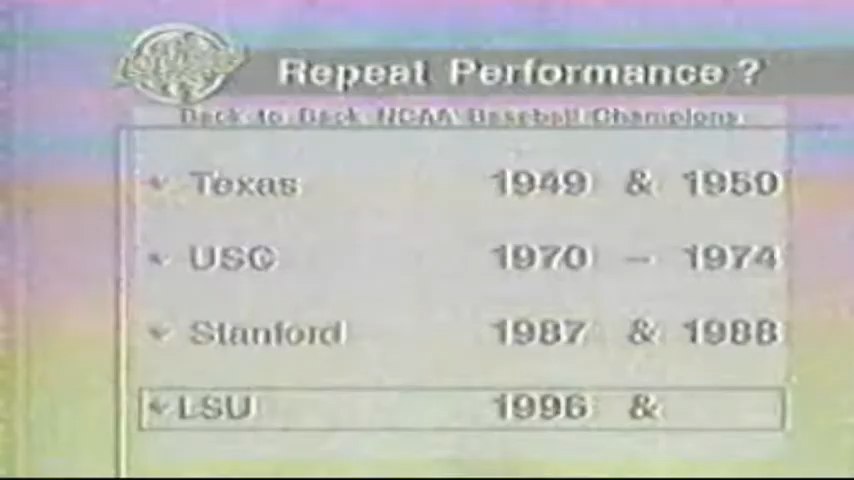 Repeat Performance?
Back to Back NCAA Baseball Champions
Texas 1949 & 1950
USC 1970 - 1974
Stanford 1987 & 1988
LSU 1996 &